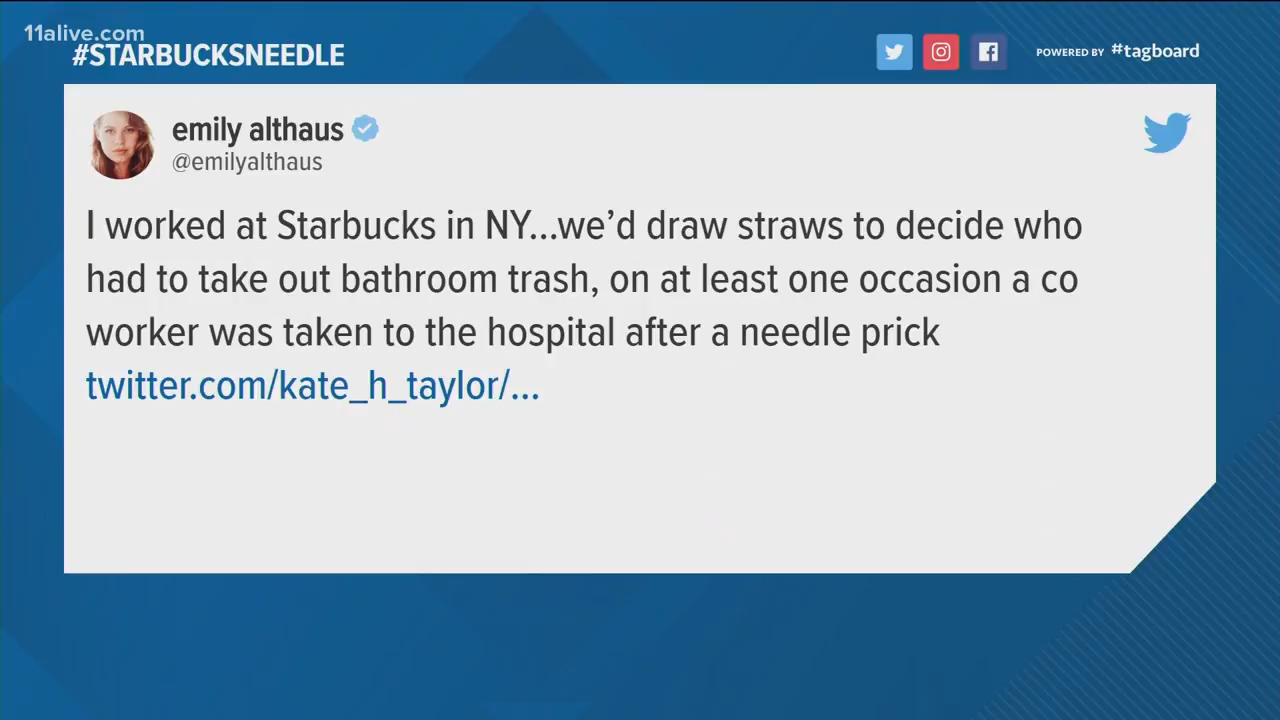 11alive.com
#STARBUCKSNEEDLE
POWERED BY #tagboard
emily althaus
@emilyalthaus
I worked at Starbucks in NY...we’d draw straws to decide who
had to take out bathroom trash, on at least one occasion a co
worker was taken to the hospital after a needle prick
twitter.com/kate_h_taylor/...